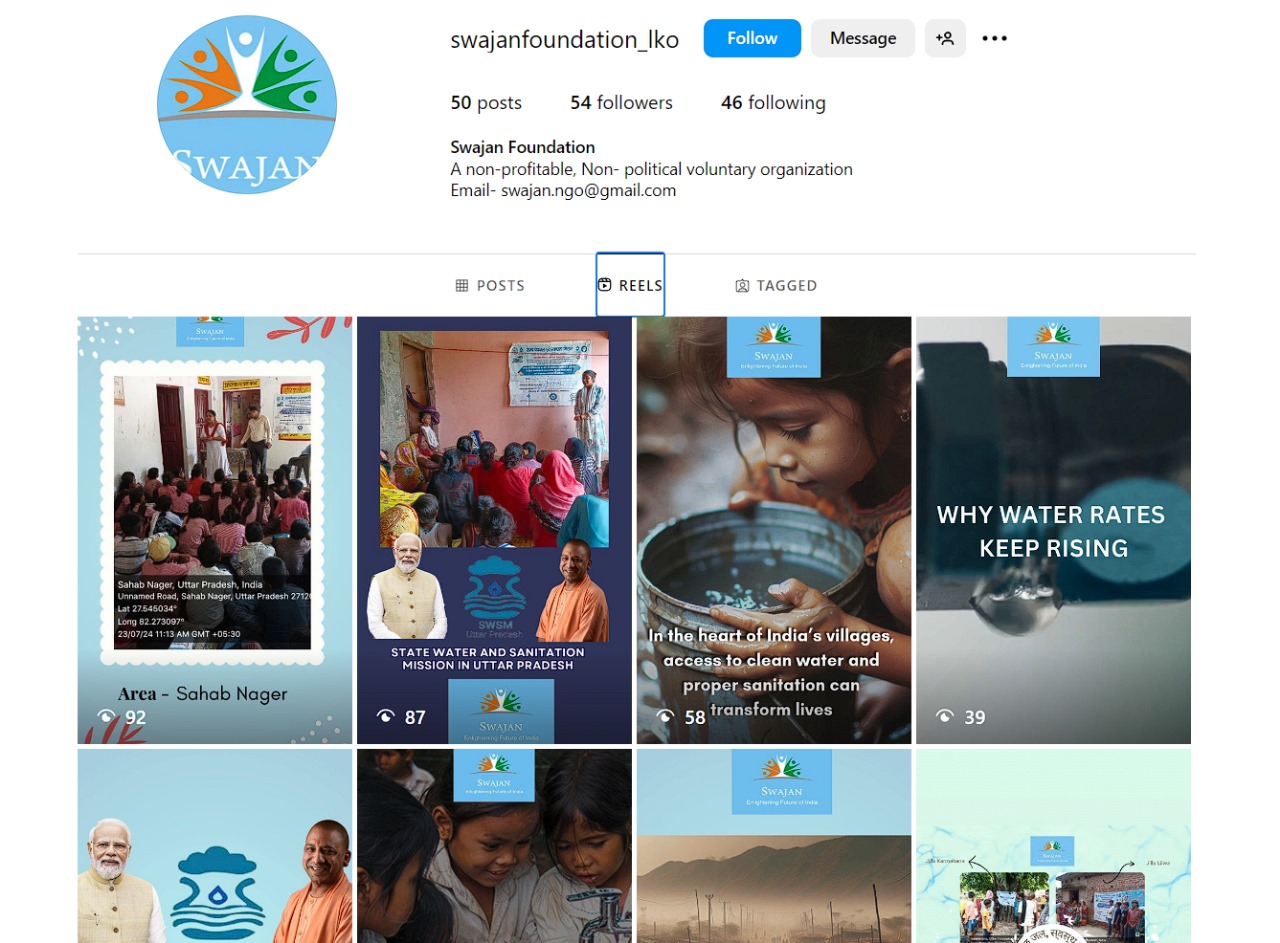 swajanfoundation_lko
Follow
Message
50 posts
54 followers
46 following
Swajan Foundation
A non-profitable, Non- political voluntary organization
Email- swajan.ngo@gmail.com
SWAJAN
POSTS
REELS
TAGGED
SWAJAN
Enlightening Future of India
Sahab Nager, Uttar Pradesh, India
Unnamed Road, Sahab Nager, Uttar Pradesh
Lat 27.545034°
Long 82.273097°
23/07/24 11:13 AM GMT +05:30
Area - Sahab Nager
92
SWSM
Uttar Pradesh
STATE WATER AND SANITATION
MISSION IN UTTAR PRADESH
87
SWAJAN
Enlightening Future of India
SWAJAN
Enlightening Future of India
In the heart of India's villages,
access to clean water and
proper sanitation can
transform lives
58
SWAJAN
Enlightening Future of India
WHY WATER RATES
KEEP RISING
39
SWAJAN
Enlightening Future of India
SWAJAN
Enlightening Future of India
SWAJAN